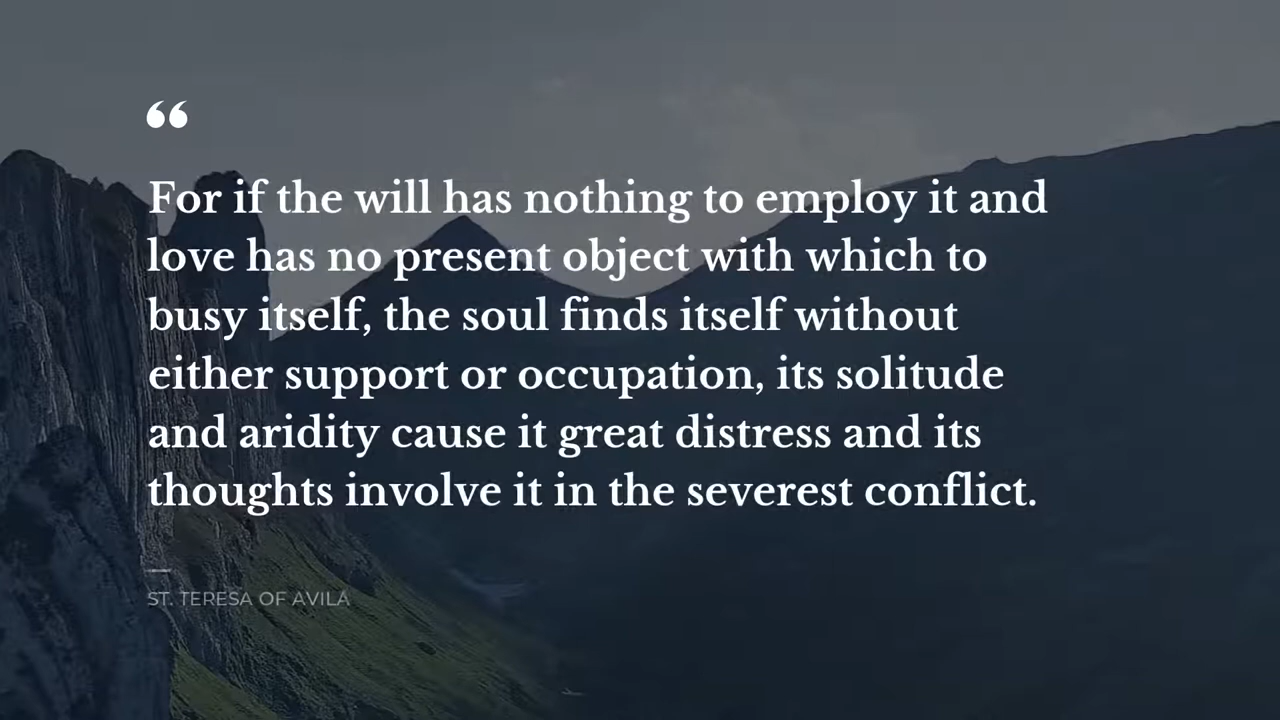 “
For if the will has nothing to employ it and
love has no present object with which to
busy itself, the soul finds itself without
either support or occupation, its solitude
and aridity cause it great distress and its
thoughts involve it in the severest conflict.
ST. TERESA OF AVILA